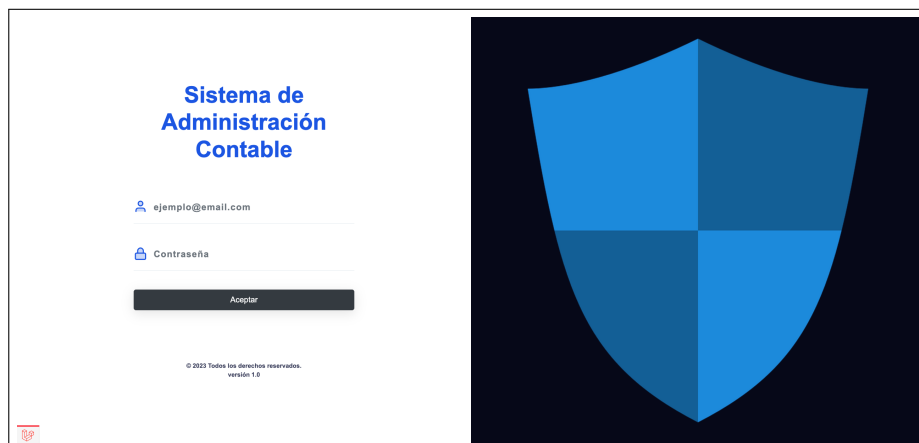 Sistema de
Administración
Contable
ejemplo@email.com
Contraseña
Aceptar
© 2023 Todos los derechos reservados.
versión 1.0